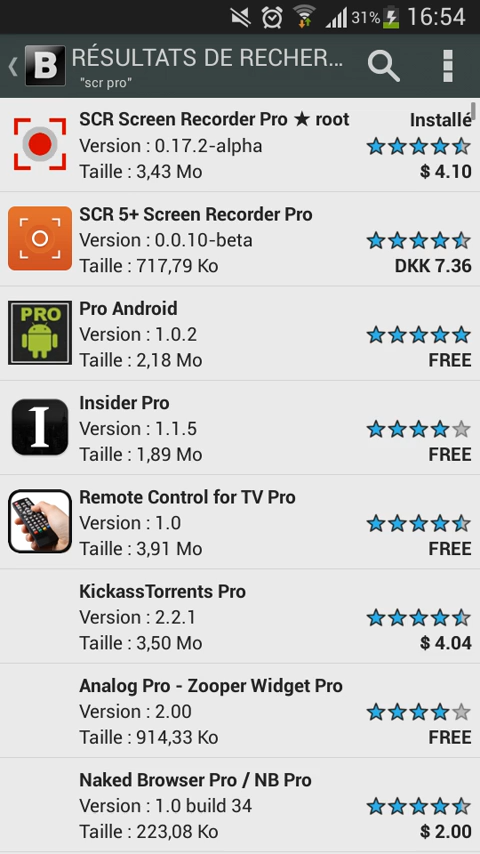 31% 16:54
B RÉSULTATS DE RECHER...
"scr pro"
SCR Screen Recorder Pro ★ root Installé
Version : 0.17.2-alpha
Taille : 3,43 Mo $ 4.10
SCR 5+ Screen Recorder Pro
Version : 0.0.10-beta
Taille : 717,79 Ko DKK 7.36
PRO
Pro Android
Version : 1.0.2
Taille : 2,18 Mo FREE
I
Insider Pro
Version : 1.1.5
Taille : 1,89 Mo FREE
Remote Control for TV Pro
Version : 1.0
Taille : 3,91 Mo FREE
KickassTorrents Pro
Version : 2.2.1
Taille : 3,50 Mo $ 4.04
Analog Pro - Zooper Widget Pro
Version : 2.00
Taille : 914,33 Ko FREE
Naked Browser Pro / NB Pro
Version : 1.0 build 34
Taille : 223,08 Ko $ 2.00